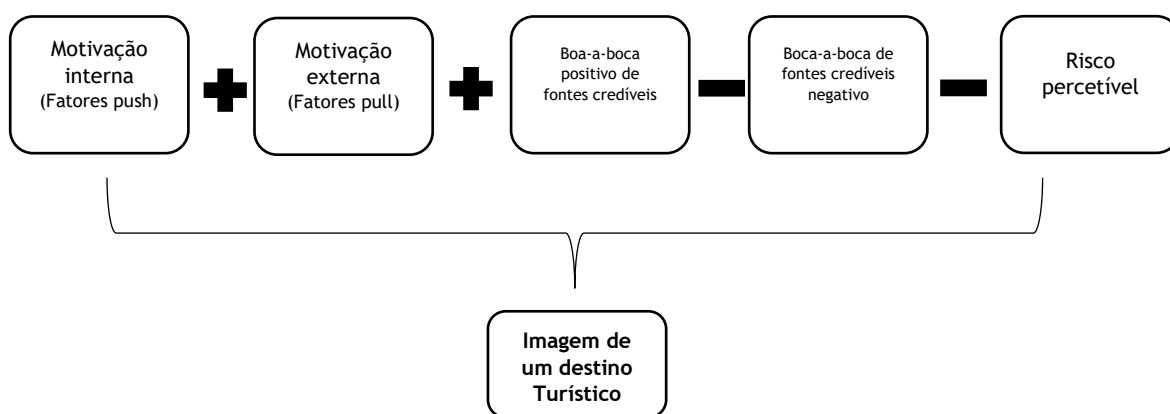 Motivação
interna
(Fatores push)
Motivação
externa
(Fatores pull)
Boa-a-boca
positivo de
fontes credíveis
Boca-a-boca de
fontes credíveis
negativo
Risco
percetível
Imagem de
um destino
Turístico